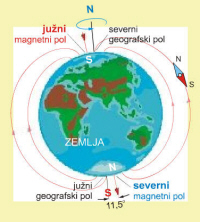 N
južni
magnetni pol
severni
geografski pol
S
N
S
ZEMLJA
N
južni
geografski pol
S
severni
magnetni pol
11,5°